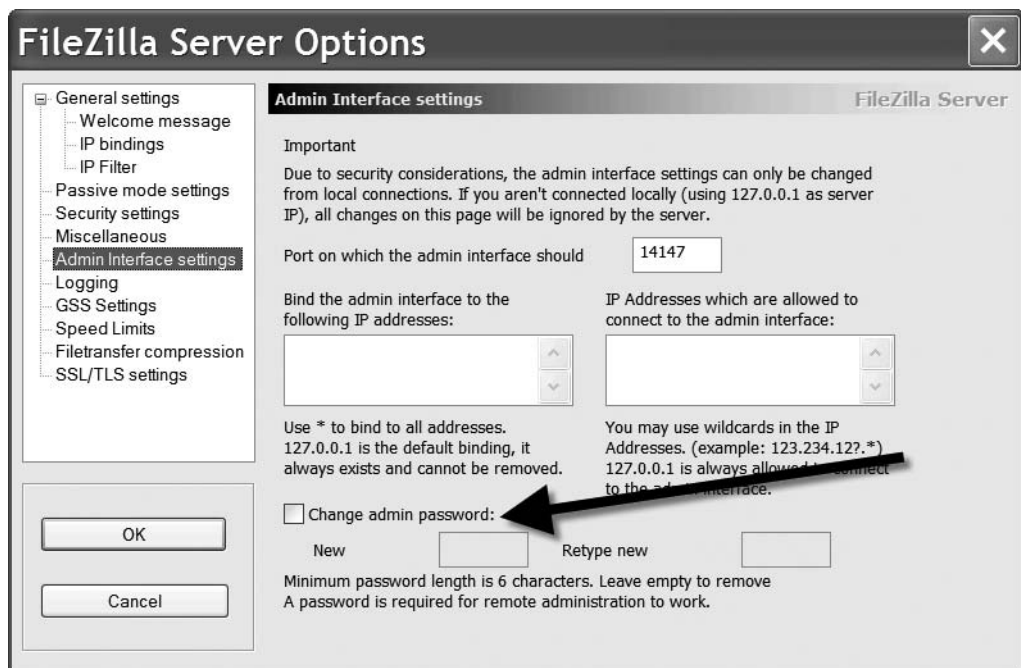 FileZilla Server Options
General settings
Welcome message
IP bindings
IP Filter
Passive mode settings
Security settings
Miscellaneous
Admin Interface settings
Logging
GSS Settings
Speed Limits
Filetransfer compression
SSL/TLS settings
OK
Cancel
Admin Interface settings
FileZilla Server
Important
Due to security considerations, the admin interface settings can only be changed
from local connections. If you aren't connected locally (using 127.0.0.1 as server
IP), all changes on this page will be ignored by the server.
Port on which the admin interface should
14147
Bind the admin interface to the
following IP addresses:
Use * to bind to all addresses.
127.0.0.1 is the default binding, it
always exists and cannot be removed.
IP Addresses which are allowed to
connect to the admin interface:
You may use wildcards in the IP
Addresses. (example: 123.234.12?.*)
127.0.0.1 is always allowed to connect
to the admin interface.
Change admin password:
New
Retype new
Minimum password length is 6 characters. Leave empty to remove
A password is required for remote administration to work.